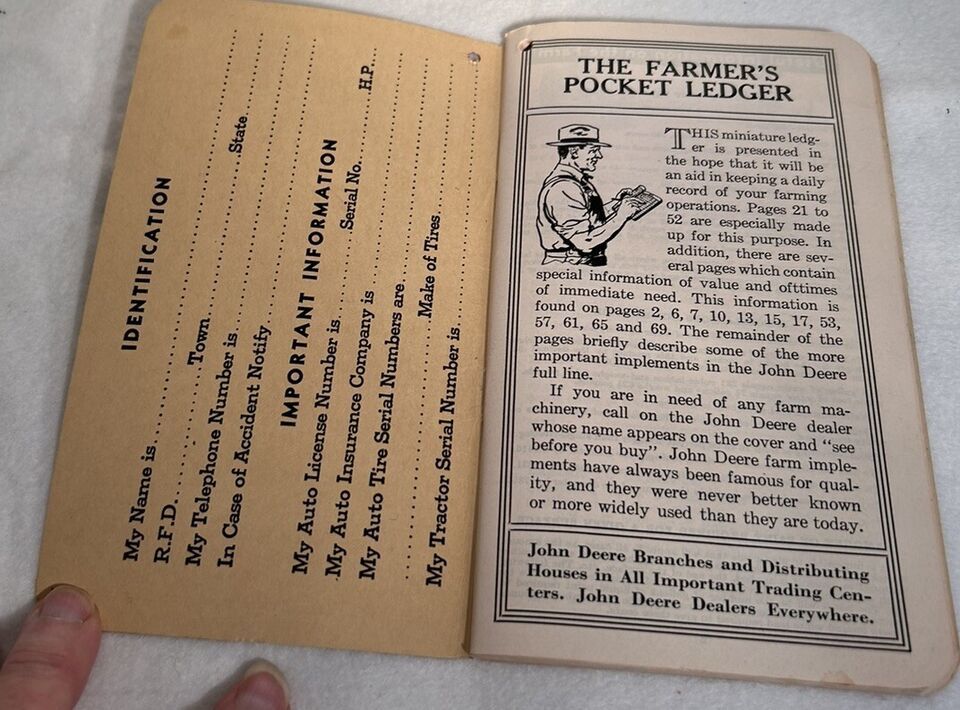 IDENTIFICATION
My Name is
R.F.D. Town State
My Telephone Number is
In Case of Accident Notify
IMPORTANT INFORMATION
My Auto License Number is Serial No. H.P.
My Auto Insurance Company is
My Auto Tire Serial Numbers are
Make of Tires
My Tractor Serial Number is
THE FARMER'S
POCKET LEDGER
THIS miniature ledg-
er is presented in
the hope that it will be
an aid in keeping a daily
record of your farming
operations. Pages 21 to
52 are especially made
up for this purpose. In
addition, there are sev-
eral pages which contain
special information of value and ofttimes
of immediate need. This information is
found on pages 2, 6, 7, 10, 13, 15, 17, 53,
57, 61, 65 and 69. The remainder of the
pages briefly describe some of the more
important implements in the John Deere
full line.
If you are in need of any farm ma-
chinery, call on the John Deere dealer
whose name appears on the cover and "see
before you buy". John Deere farm imple-
ments have always been famous for qual-
ity, and they were never better known
or more widely used than they are today.
John Deere Branches and Distributing
Houses in All Important Trading Cen-
ters. John Deere Dealers Everywhere.